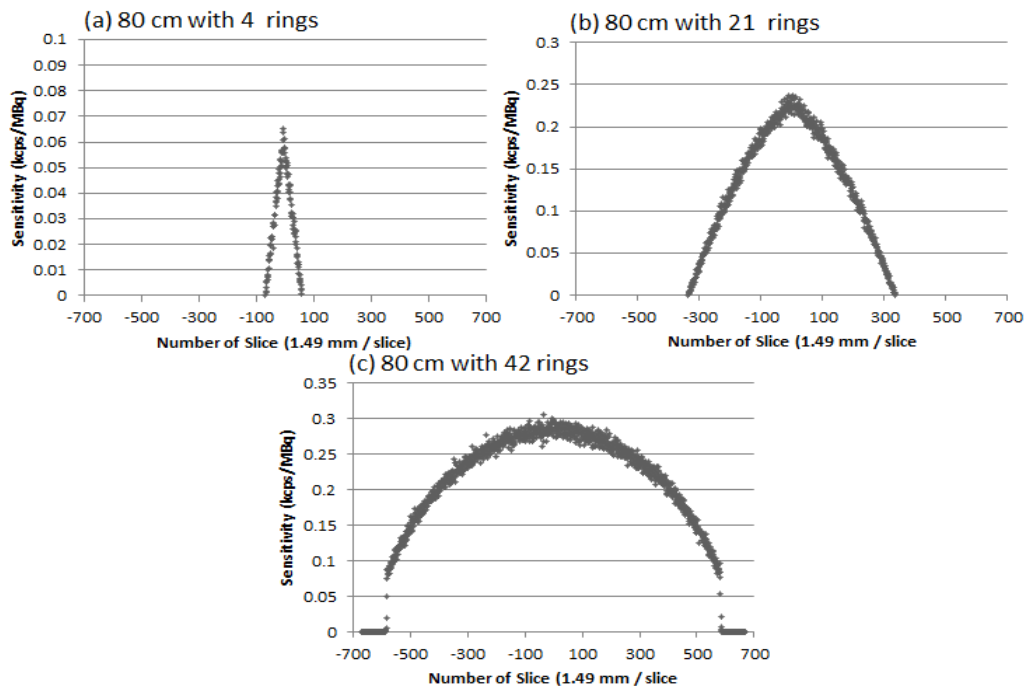 (a) 80 cm with 4 rings
0.1
0.09
0.08
0.07
0.06
0.05
0.04
0.03
0.02
0.01
0
Sensitivity (kcps/MBq)
-700 -500 -300 -100 100 300 500 700
Number of Slice (1.49 mm / slice)
(b) 80 cm with 21 rings
0.3
0.25
0.2
0.15
0.1
0.05
0
Sensitivity (kcps/MBq)
-700 -500 -300 -100 100 300 500 700
Number of Slice (1.49 mm / slice
(c) 80 cm with 42 rings
0.35
0.3
0.25
0.2
0.15
0.1
0.05
0
Sensitivity (kcps/MBq)
-700 -500 -300 -100 100 300 500 700
Number of Slice (1.49 mm / slice